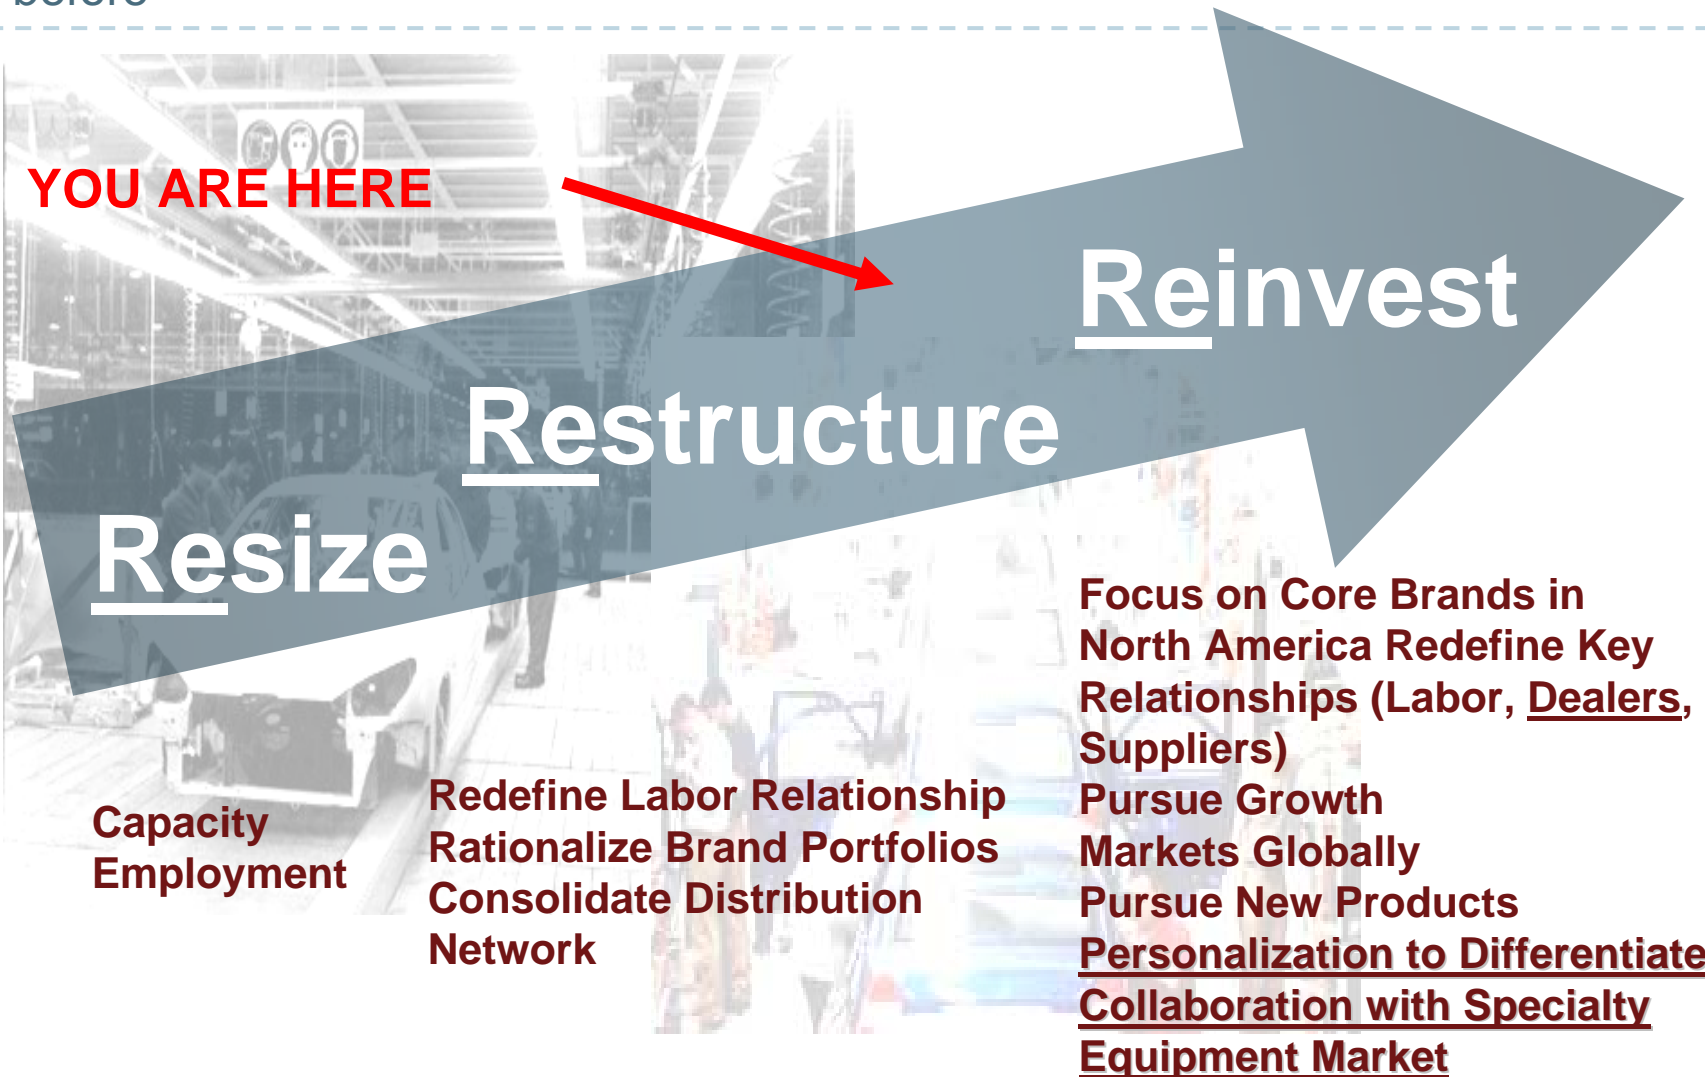 before
YOU ARE HERE
Reinvest
Restructure
Resize
Capacity
Employment
Redefine Labor Relationship
Rationalize Brand Portfolios
Consolidate Distribution
Network
Focus on Core Brands in
North America Redefine Key
Relationships (Labor, Dealers,
Suppliers)
Pursue Growth
Markets Globally
Pursue New Products
Personalization to Differentiate
Collaboration with Specialty
Equipment Market